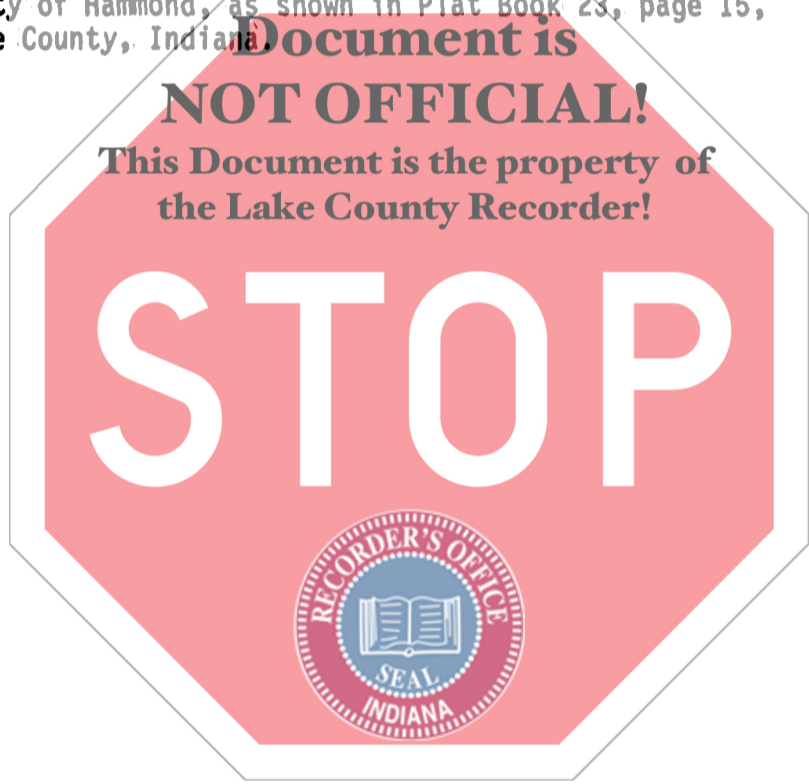 ty of Hammond, as shown in Plat Book 23, page 15,
e County, Indiana.
Document is
NOT OFFICIAL!
This Document is the property of
the Lake County Recorder!
STOP
RECORDER'S OFFICE
SEAL
INDIANA